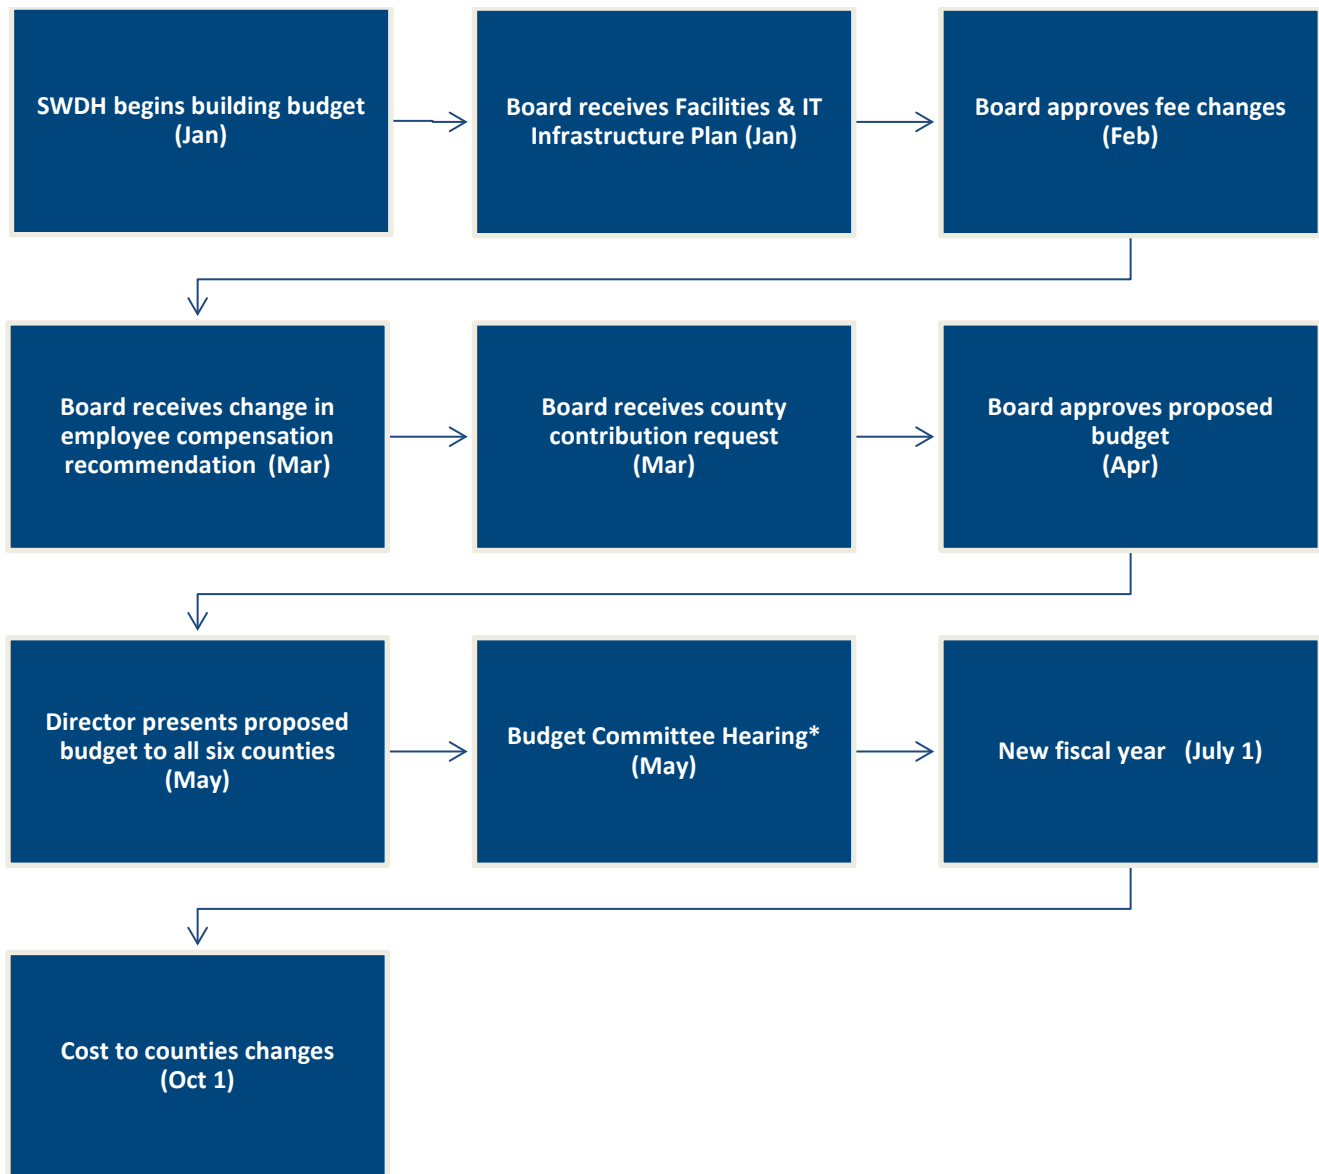 SWDH begins building budget
(Jan)
Board receives Facilities & IT
Infrastructure Plan (Jan)
Board approves fee changes
(Feb)
Board receives change in
employee compensation
recommendation  (Mar)
Board receives county
contribution request
(Mar)
Board approves proposed
budget
(Apr)
Director presents proposed
budget to all six counties
(May)
Budget Committee Hearing*
(May)
New fiscal year   (July 1)
Cost to counties changes
(Oct 1)